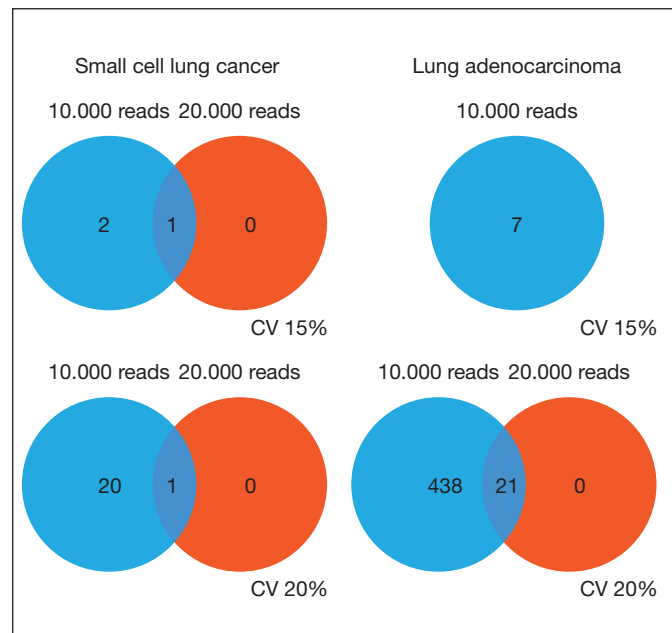 Small cell lung cancer Lung adenocarcinoma
10.000 reads 20.000 reads 10.000 reads
2 1 0 7
CV 15% CV 15%
10.000 reads 20.000 reads 10.000 reads 20.000 reads
20 1 0 438 21 0
CV 20% CV 20%